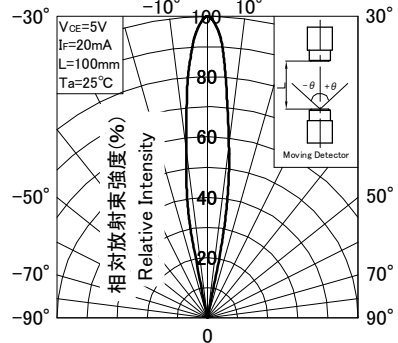 -30° -10° 100 10° 30°
VCE=5V
IF=20mA
L=100mm
Ta=25℃
L
-θ +θ
Moving Detector
80
60
40
20
相対放射束強度(%)
Relative Intensity
-50° 50°
-70° 70°
-90° 90°
0